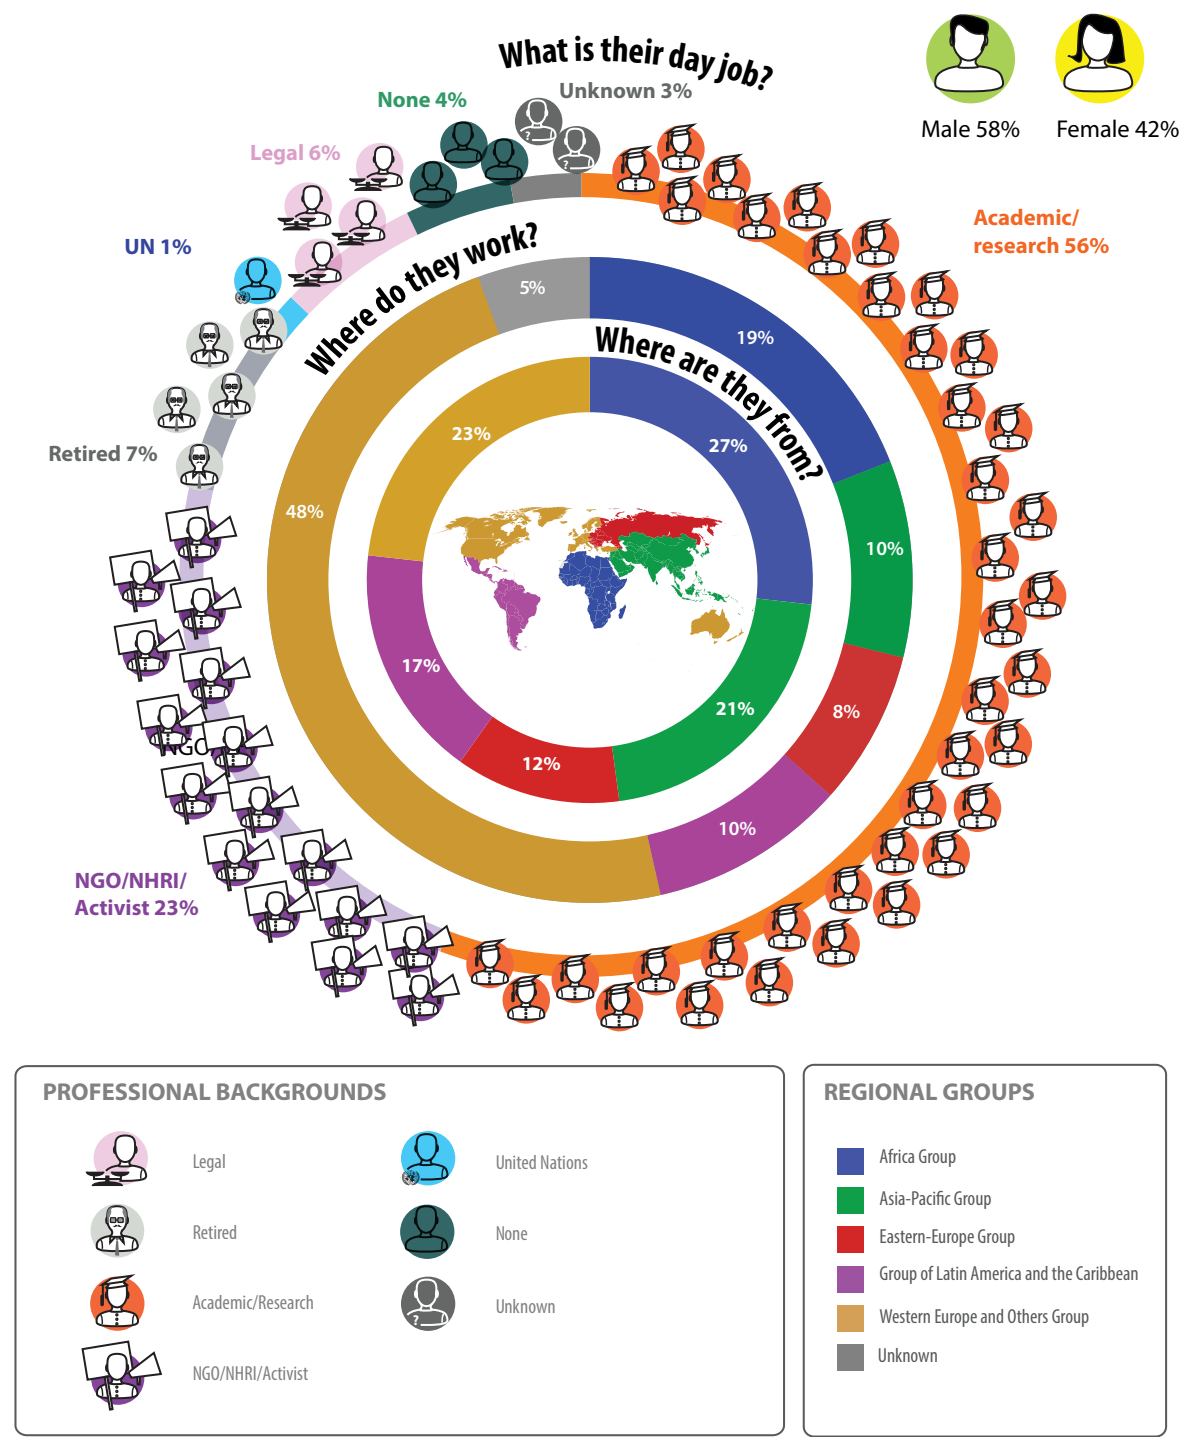 What is their day job?
Male 58%
Female 42%
Unknown 3%
None 4%
Legal 6%
Academic/
research 56%
UN 1%
Where do they work?
5%
19%
Where are they from?
23%
27%
Retired 7%
48%
10%
17%
21%
8%
NGO
12%
10%
NGO/NHRI/
Activist 23%
?
?
PROFESSIONAL BACKGROUNDS
Legal
United Nations
Retired
None
Academic/Research
?
Unknown
NGO/NHRI/Activist
REGIONAL GROUPS
Africa Group
Asia-Pacific Group
Eastern-Europe Group
Group of Latin America and the Caribbean
Western Europe and Others Group
Unknown